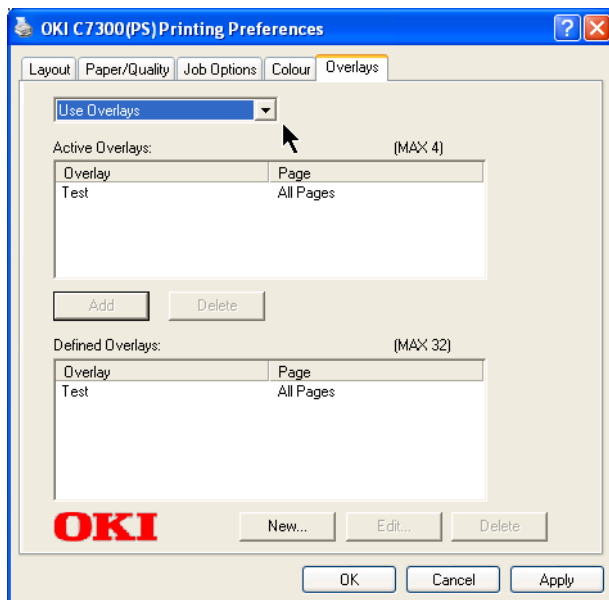 OKI C7300(PS) Printing Preferences
Layout Paper/Quality Job Options Colour Overlays
Use Overlays
Active Overlays: (MAX 4)
Overlay Page
Test All Pages
Add Delete
Defined Overlays: (MAX 32)
Overlay Page
Test All Pages
OKI New... Edit... Delete
OK Cancel Apply